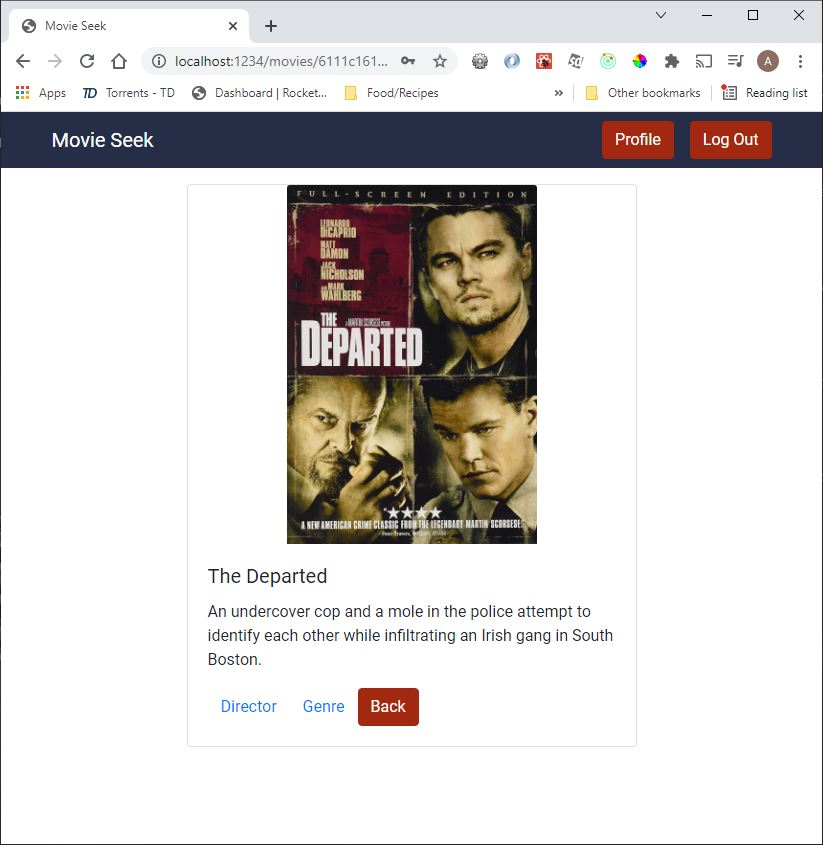 Movie Seek
localhost:1234/movies/6111c161...
A
Apps
TD Torrents - TD
Dashboard | Rocket...
Food/Recipes
»
Other bookmarks
Reading list
Movie Seek
Profile
Log Out
FULL-SCREEN EDITION
LEONARDO
DiCAPRIO
MATT
DAMON
JACK
NICHOLSON
AND MARK
WAHLBERG
THE
A MARTIN SCORSESE PICTURE
DEPARTED
"★★★★
A NEW AMERICAN CRIME CLASSIC FROM THE LEGENDARY MARTIN SCORSESE."
The Departed
An undercover cop and a mole in the police attempt to
identify each other while infiltrating an Irish gang in South
Boston.
Director
Genre
Back